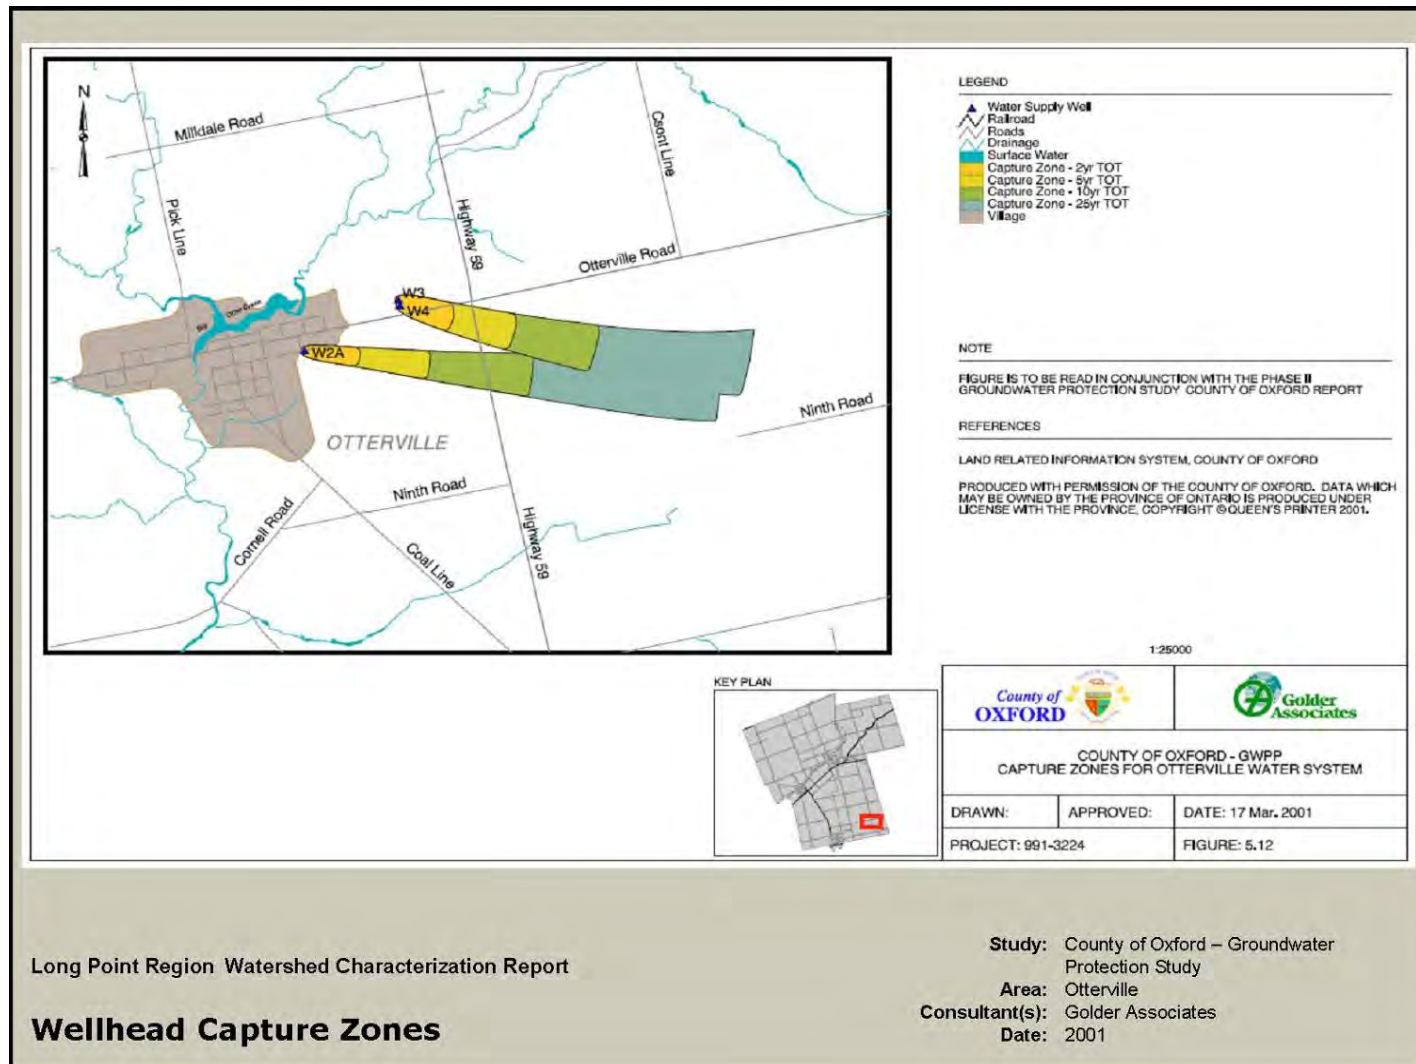 N
Milldale Road
Pick Line
Highway 59
Csont Line
Otterville Road
W3
W4
W2A
OTTERVILLE
Ninth Road
Ninth Road
Cornell Road
Coal Line
Highway 59
LEGEND
Water Supply Well
Railroad
Roads
Drainage
Surface Water
Capture Zone - 2yr TOT
Capture Zone - 5yr TOT
Capture Zone - 10yr TOT
Capture Zone - 25yr TOT
Village
NOTE
FIGURE IS TO BE READ IN CONJUNCTION WITH THE PHASE II
GROUNDWATER PROTECTION STUDY COUNTY OF OXFORD REPORT
REFERENCES
LAND RELATED INFORMATION SYSTEM, COUNTY OF OXFORD
PRODUCED WITH PERMISSION OF THE COUNTY OF OXFORD. DATA WHICH
MAY BE OWNED BY THE PROVINCE OF ONTARIO IS PRODUCED UNDER
LICENSE WITH THE PROVINCE, COPYRIGHT © QUEEN'S PRINTER 2001.
1:25000
KEY PLAN
County of
OXFORD
Golder
Associates
COUNTY OF OXFORD - GWPP
CAPTURE ZONES FOR OTTERVILLE WATER SYSTEM
DRAWN:
APPROVED:
DATE: 17 Mar. 2001
PROJECT: 991-3224
FIGURE: 5.12
Long Point Region Watershed Characterization Report
Wellhead Capture Zones
Study: County of Oxford – Groundwater
Protection Study
Area: Otterville
Consultant(s): Golder Associates
Date: 2001